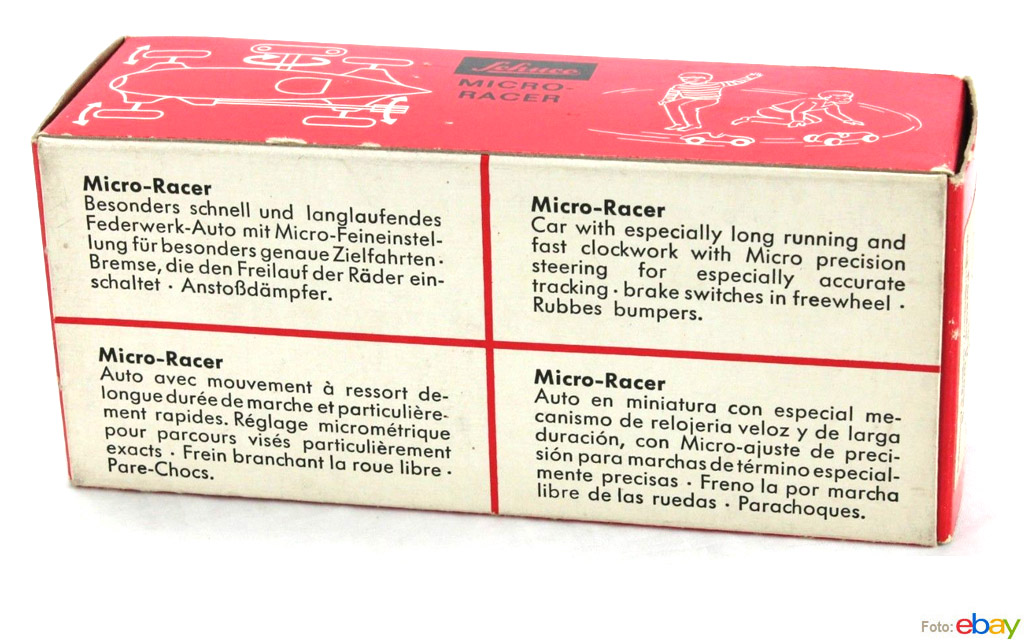 Schuco
MICRO-
RACER
Micro-Racer
Besonders schnell und langlaufendes
Federwerk-Auto mit Micro-Feineinstel-
lung für besonders genaue Zielfahrten ·
Bremse, die den Freilauf der Räder ein-
schaltet · Anstoßdämpfer.
Micro-Racer
Car with especially long running and
fast clockwork with Micro precision
steering for especially accurate
tracking · brake switches in freewheel ·
Rubbes bumpers.
Micro-Racer
Auto avec mouvement à ressort de-
longue durée de marche et particulière-
ment rapides. Réglage micrométrique
pour parcours visés particulièrement
exacts · Frein branchant la roue libre ·
Pare-Chocs.
Micro-Racer
Auto en miniatura con especial me-
canismo de relojeria veloz y de larga
duración, con Micro-ajuste de preci-
sión para marchas de término especial-
mente precisas · Freno la por marcha
libre de las ruedas · Parachoques.
Foto: ebay